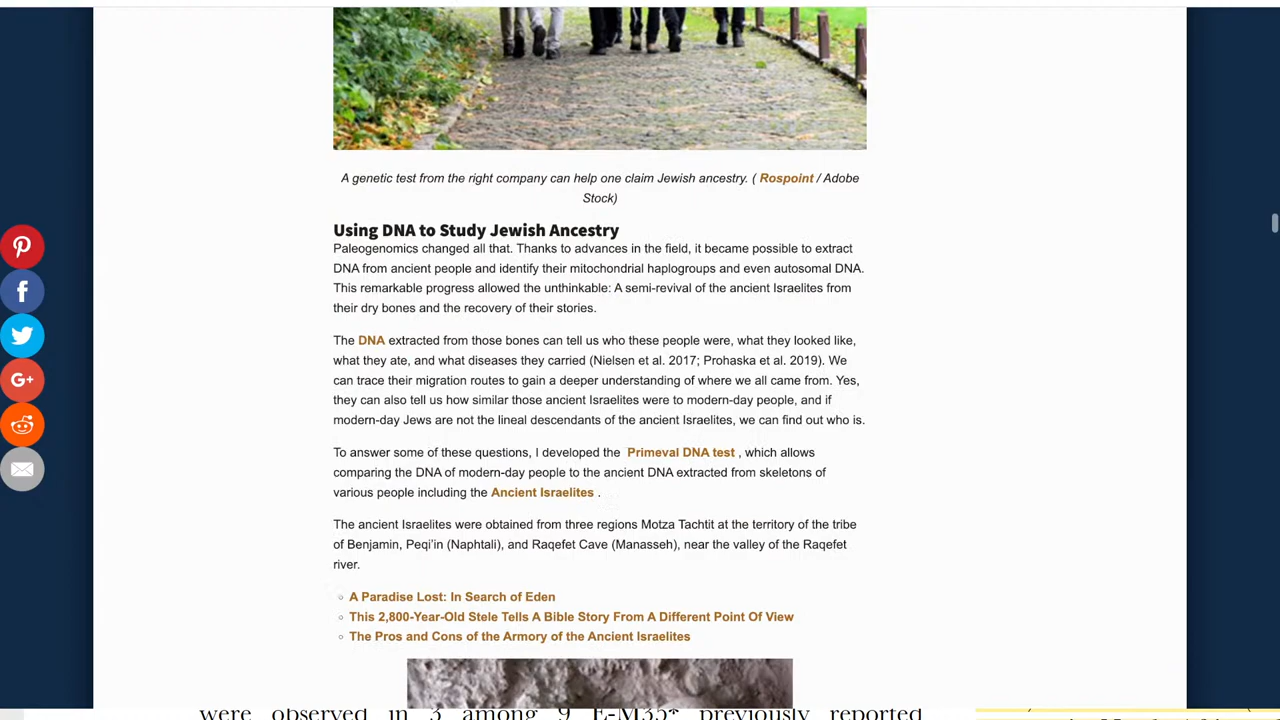 A genetic test from the right company can help one claim Jewish ancestry. ( Rospoint / Adobe
Stock)
Using DNA to Study Jewish Ancestry
Paleogenomics changed all that. Thanks to advances in the field, it became possible to extract
DNA from ancient people and identify their mitochondrial haplogroups and even autosomal DNA.
This remarkable progress allowed the unthinkable: A semi-revival of the ancient Israelites from
their dry bones and the recovery of their stories.
The DNA extracted from those bones can tell us who these people were, what they looked like,
what they ate, and what diseases they carried (Nielsen et al. 2017; Prohaska et al. 2019). We
can trace their migration routes to gain a deeper understanding of where we all came from. Yes,
they can also tell us how similar those ancient Israelites were to modern-day people, and if
modern-day Jews are not the lineal descendants of the ancient Israelites, we can find out who is.
To answer some of these questions, I developed the Primeval DNA test , which allows
comparing the DNA of modern-day people to the ancient DNA extracted from skeletons of
various people including the Ancient Israelites .
The ancient Israelites were obtained from three regions Motza Tachtit at the territory of the tribe
of Benjamin, Peqi'in (Naphtali), and Raqefet Cave (Manasseh), near the valley of the Raqefet
river.
A Paradise Lost: In Search of Eden
This 2,800-Year-Old Stele Tells A Bible Story From A Different Point Of View
The Pros and Cons of the Armory of the Ancient Israelites
were observed in 3 among 9 E-M35* previously reported